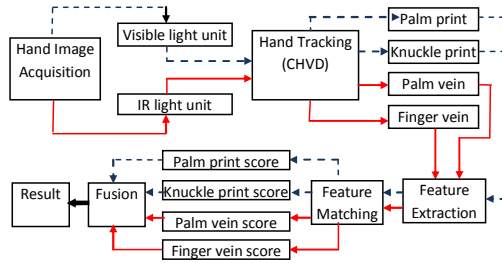 Hand Image
Acquisition
Visible light unit
IR light unit
Hand Tracking
(CHVD)
Palm print
Knuckle print
Palm vein
Finger vein
Palm print score
Knuckle print score
Palm vein score
Finger vein score
Result
Fusion
Feature
Matching
Feature
Extraction